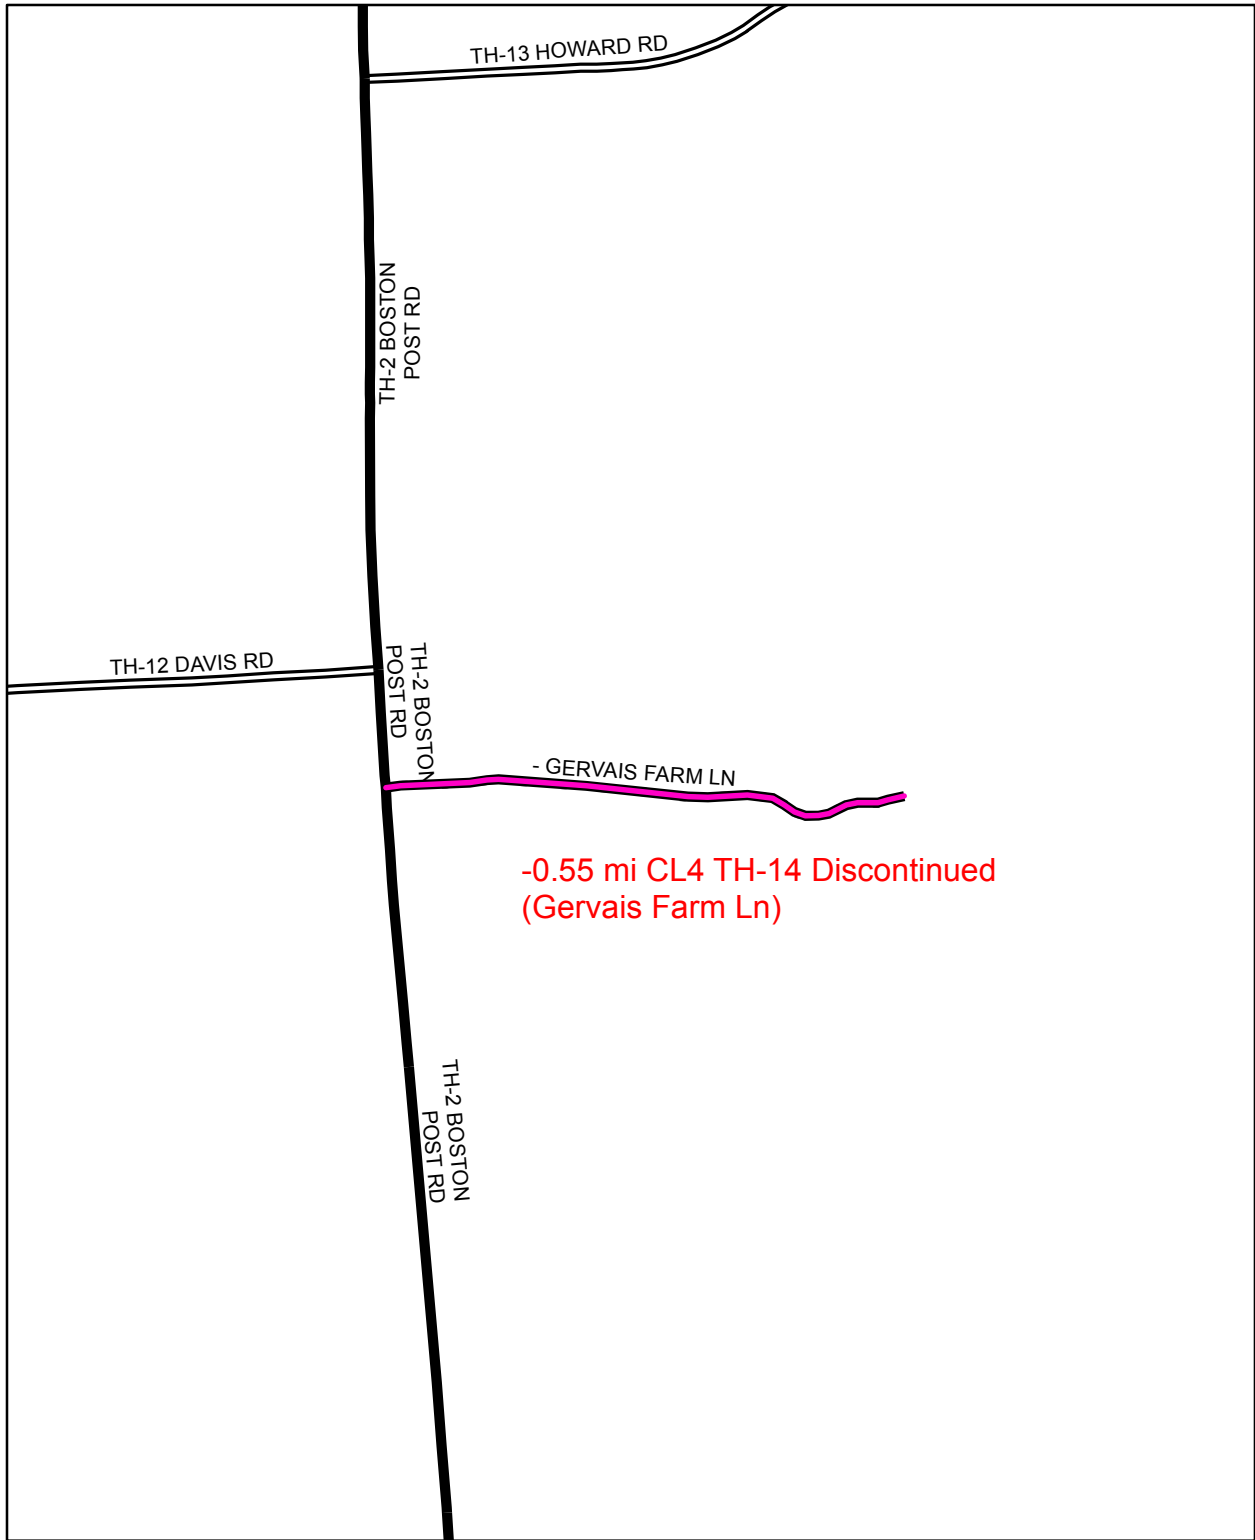 TH-13 HOWARD RD
TH-2 BOSTON
POST RD
TH-12 DAVIS RD
TH-2 BOSTON
POST RD
- GERVAIS FARM LN
-0.55 mi CL4 TH-14 Discontinued
(Gervais Farm Ln)
TH-2 BOSTON
POST RD